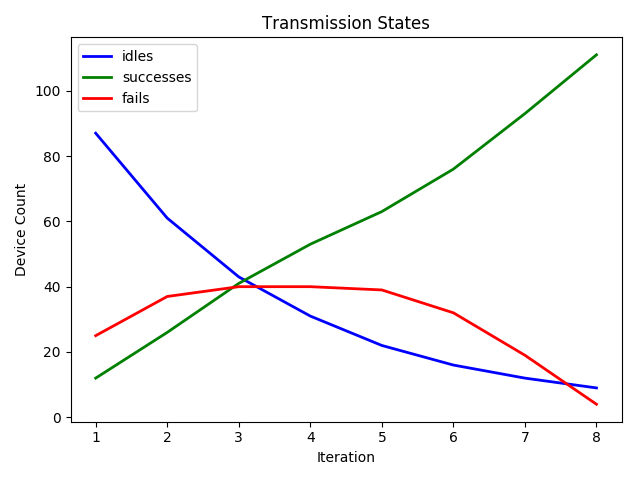 Transmission States
idles
successes
fails
Device Count
100
80
60
40
20
0
1 2 3 4 5 6 7 8
Iteration